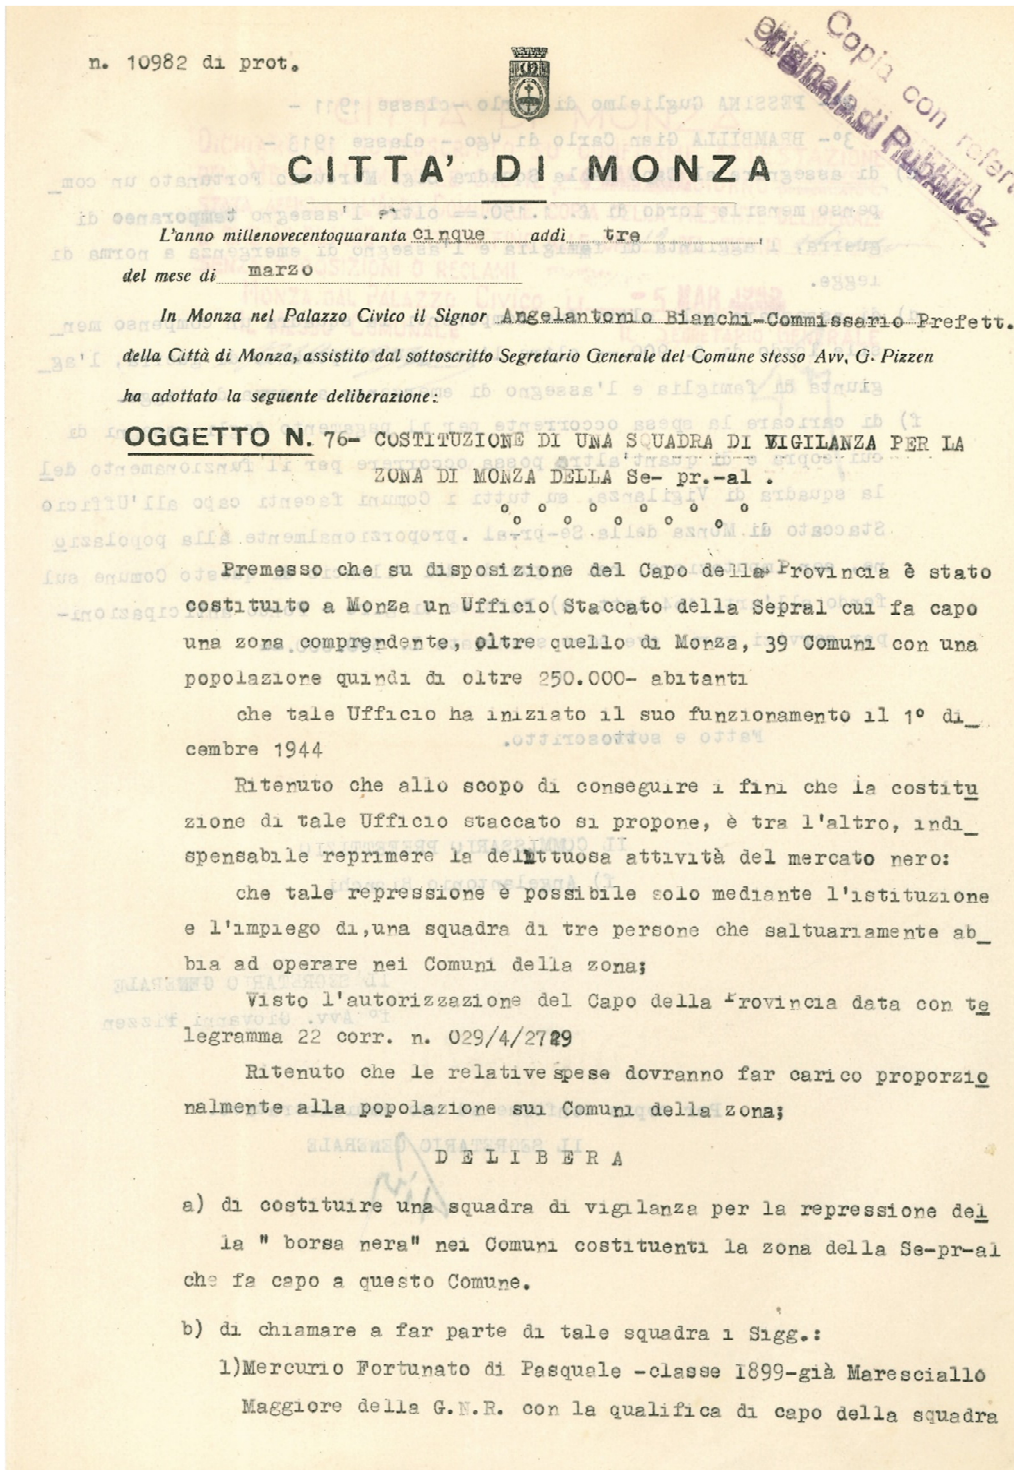 n. 10982 di prot.
Copia con refert
Originale di Pubblicaz
CITTA' DI MONZA
L'anno millenovecentoquaranta cinque addì tre
del mese di marzo
In Monza nel Palazzo Civico il Signor Angelantonio Bianchi-Commissario Prefett.
della Città di Monza, assistito dal sottoscritto Segretario Generale del Comune stesso Avv. G. Pizzen
ha adottato la seguente deliberazione:
OGGETTO N. 76- COSTITUZIONE DI UNA SQUADRA DI VIGILANZA PER LA
ZONA DI MONZA DELLA Se- pr.-al .
o o o o o o o
o o o o o o
Premesso che su disposizione del Capo della Provincia è stato
costituito a Monza un Ufficio Staccato della Sepral cui fa capo
una zona comprendente, oltre quello di Monza, 39 Comuni con una
popolazione quindi di oltre 250.000- abitanti
che tale Ufficio ha iniziato il suo funzionamento il 1° di_
cembre 1944
Ritenuto che allo scopo di conseguire i fini che la costitu
zione di tale Ufficio staccato si propone, è tra l'altro, indi_
spensabile reprimere la delittuosa attività del mercato nero:
che tale repressione è possibile solo mediante l'istituzione
e l'impiego di,una squadra di tre persone che saltuariamente ab_
bia ad operare nei Comuni della zona;
Visto l'autorizzazione del Capo della Provincia data con te
legramma 22 corr. n. 029/4/2729
Ritenuto che le relative spese dovranno far carico proporzio
nalmente alla popolazione sui Comuni della zona;
D E L I B E R A
a) di costituire una squadra di vigilanza per la repressione del
la " borsa nera" nei Comuni costituenti la zona della Se-pr-al
che fa capo a questo Comune.
b) di chiamare a far parte di tale squadra i Sigg.:
1)Mercurio Fortunato di Pasquale -classe 1899-già Maresciallo
Maggiore della G.N.R. con la qualifica di capo della squadra